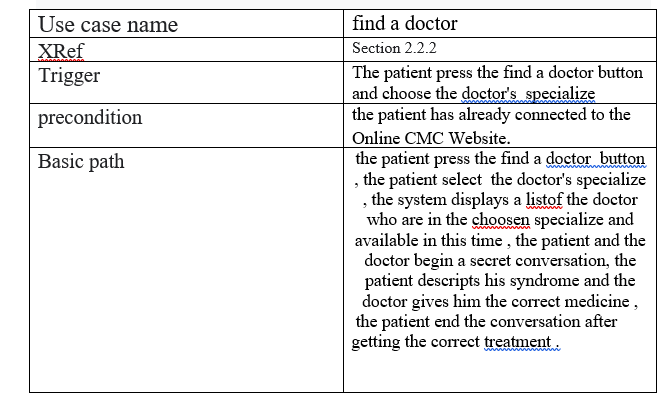 Use case name
find a doctor
XRef
Section 2.2.2
Trigger
The patient press the find a doctor button
and choose the doctor's specialize
precondition
the patient has already connected to the
Online CMC Website.
Basic path
the patient press the find a doctor button
, the patient select the doctor's specialize
, the system displays a listof the doctor
who are in the choosen specialize and
available in this time , the patient and the
doctor begin a secret conversation, the
patient descripts his syndrome and the
doctor gives him the correct medicine ,
the patient end the conversation after
getting the correct treatment .